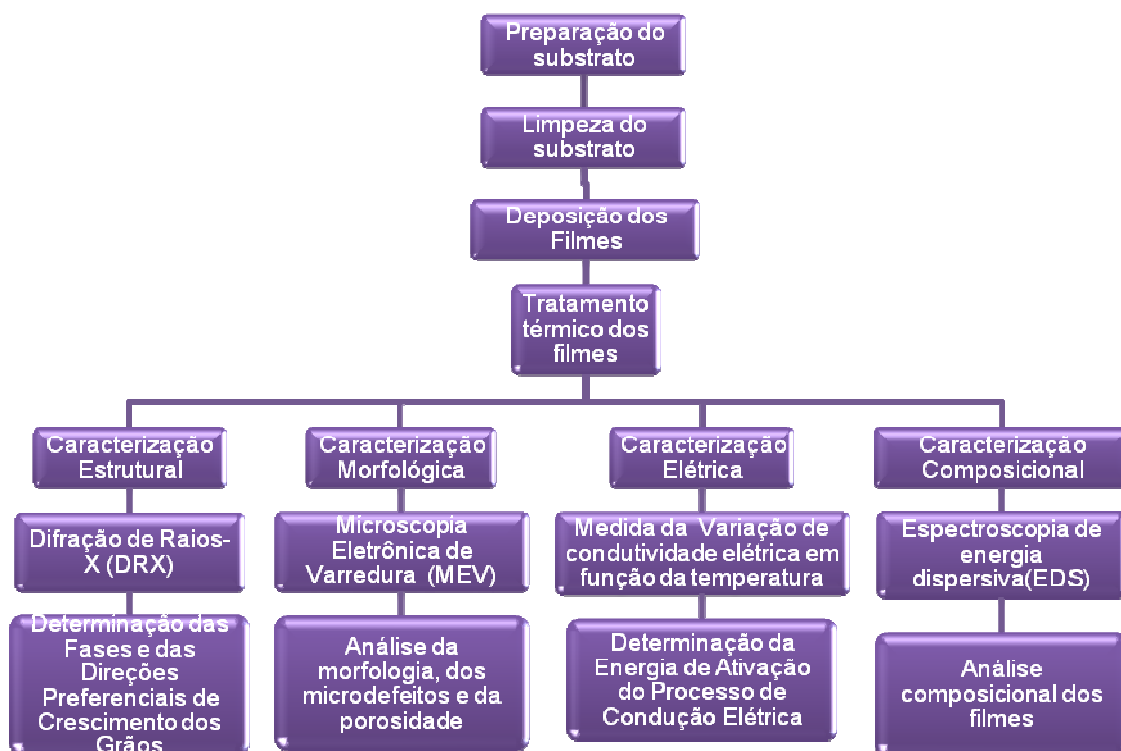 Preparação do
substrato
Limpeza do
substrato
Deposição dos
Filmes
Tratamento
térmico dos
filmes
Caracterização
Estrutural
Caracterização
Morfológica
Caracterização
Elétrica
Caracterização
Composicional
Difração de Raios-
X (DRX)
Microscopia
Eletrônica de
Varredura (MEV)
Medida da Variação de
condutividade elétrica em
função da temperatura
Espectroscopia de
energia
dispersiva(EDS)
Determinação das
Fases e das
Direções
Preferenciais de
Crescimento dos
Grãos
Análise da
morfologia, dos
microdefeitos e da
porosidade
Determinação da
Energia de Ativação
do Processo de
Condução Elétrica
Análise
composicional dos
filmes